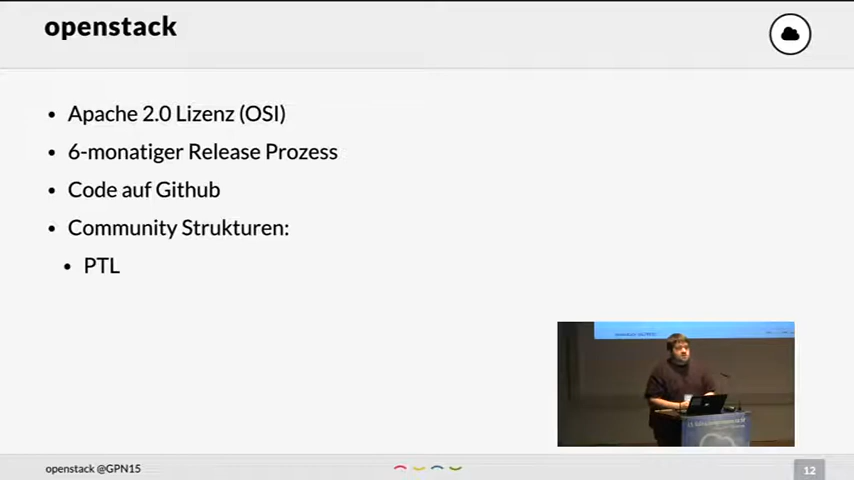 openstack
• Apache 2.0 Lizenz (OSI)
• 6-monatiger Release Prozess
• Code auf Github
• Community Strukturen:
• PTL
openstack @GPN15
12